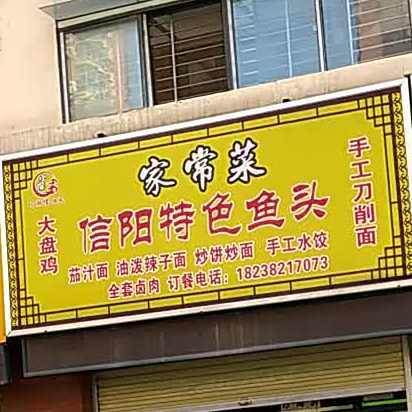 家常菜
大盘鸡
信阳特色鱼头
手工刀削面
茄汁面 油泼辣子面 炒饼炒面 手工水饺
全套卤肉 订餐电话：18238217073